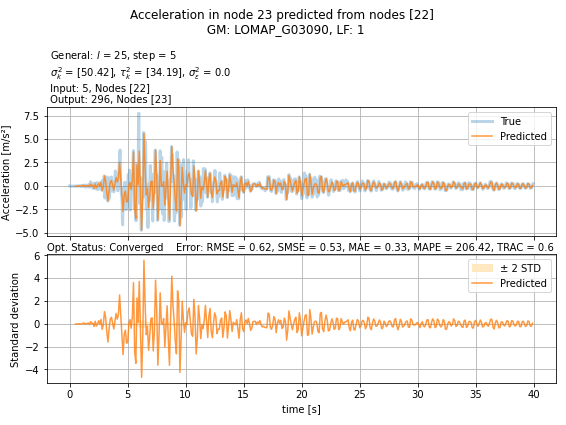 Acceleration in node 23 predicted from nodes [22]
GM: LOMAP_G03090, LF: 1
General: l = 25, step = 5
σ²ₖ = [50.42], τ²ₖ = [34.19], σ²ε = 0.0
Input: 5, Nodes [22]
Output: 296, Nodes [23]
Acceleration [m/s²]
7.5
5.0
2.5
0.0
−2.5
−5.0
True
Predicted
Opt. Status: Converged Error: RMSE = 0.62, SMSE = 0.53, MAE = 0.33, MAPE = 206.42, TRAC = 0.6
Standard deviation
6
4
2
0
−2
−4
± 2 STD
Predicted
0 5 10 15 20 25 30 35 40
time [s]